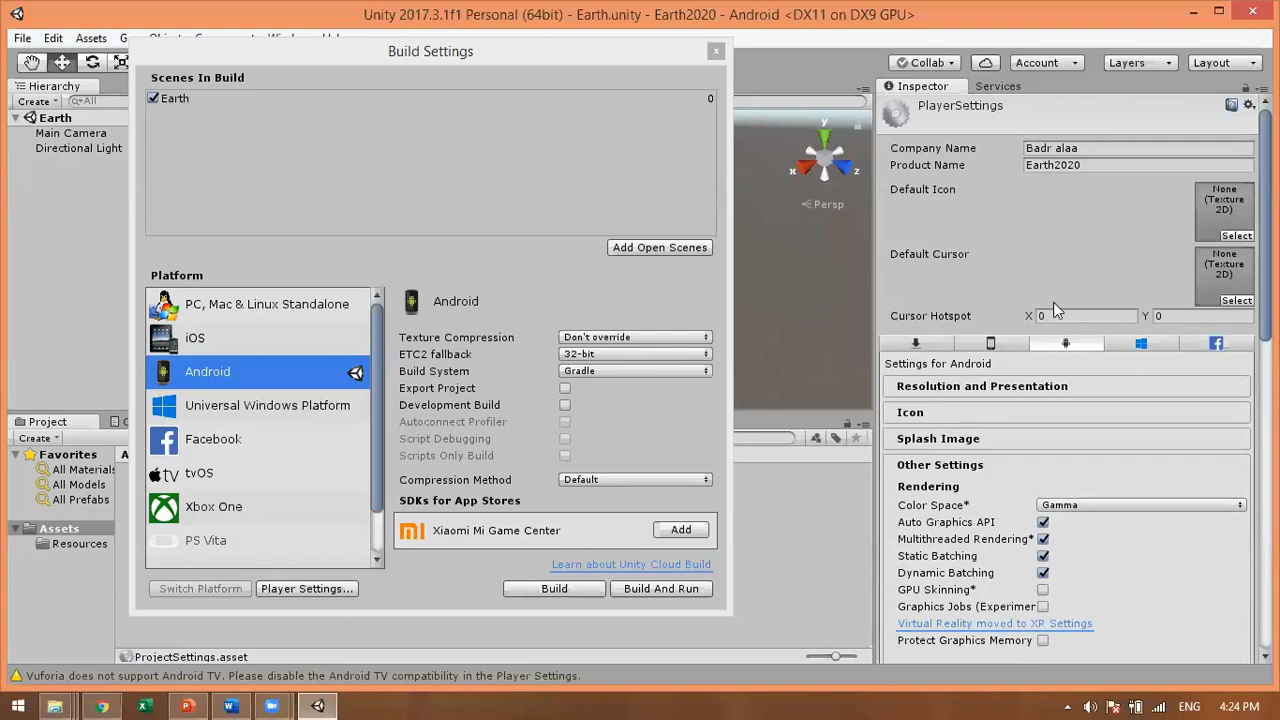 Unity 2017.3.1f1 Personal (64bit) - Earth.unity - Earth2020 - Android <DX11 on DX9 GPU>
File Edit Assets
Collab Account Layers Layout
Build Settings
Scenes In Build
Earth 0
Add Open Scenes
Platform
PC, Mac & Linux Standalone
iOS
Android
Universal Windows Platform
Facebook
tvOS
Xbox One
PS Vita
Switch Platform
Player Settings...
Android
Texture Compression Don't override
ETC2 fallback 32-bit
Build System Gradle
Export Project
Development Build
Autoconnect Profiler
Script Debugging
Scripts Only Build
Compression Method Default
SDKs for App Stores
Xiaomi Mi Game Center Add
Learn about Unity Cloud Build
Build
Build And Run
Hierarchy
Create All
Earth
Main Camera
Directional Light
y
x z
Persp
Project
Create
Favorites
All Materials
All Models
All Prefabs
Assets
Resources
ProjectSettings.asset
Inspector Services
PlayerSettings
Company Name Badr alaa
Product Name Earth2020
Default Icon
None
(Texture
2D)
Select
Default Cursor
None
(Texture
2D)
Select
Cursor Hotspot X 0 Y 0
Settings for Android
Resolution and Presentation
Icon
Splash Image
Other Settings
Rendering
Color Space* Gamma
Auto Graphics API
Multithreaded Rendering*
Static Batching
Dynamic Batching
GPU Skinning*
Graphics Jobs (Experimer
Virtual Reality moved to XR Settings
Protect Graphics Memory
Vuforia does not support Android TV. Please disable the Android TV compatibility in the Player Settings.
ENG 4:24 PM